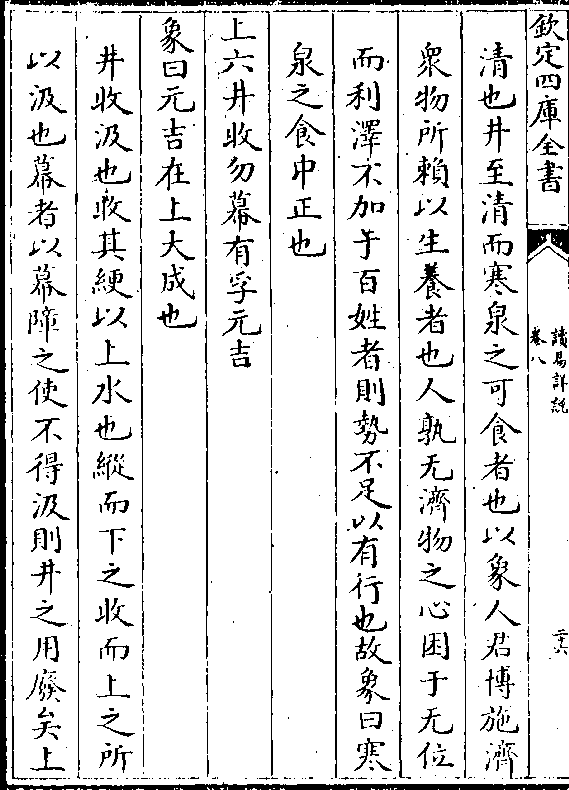 欽定四庫全書
讀易詳說
卷八
二十六
清也井至清而寒泉之可食者也以象人君博施濟
衆物所賴以生養者也人孰无濟物之心困于无位
而利澤不加于百姓者則勢不足以有行也故象曰寒
泉之食中正也
上六井收勿幕有孚元吉
象曰元吉在上大成也
井收汲也收其綆以上水也縱而下之收而上之所
以汲也幕者以幕障之使不得汲則井之用廢矣上